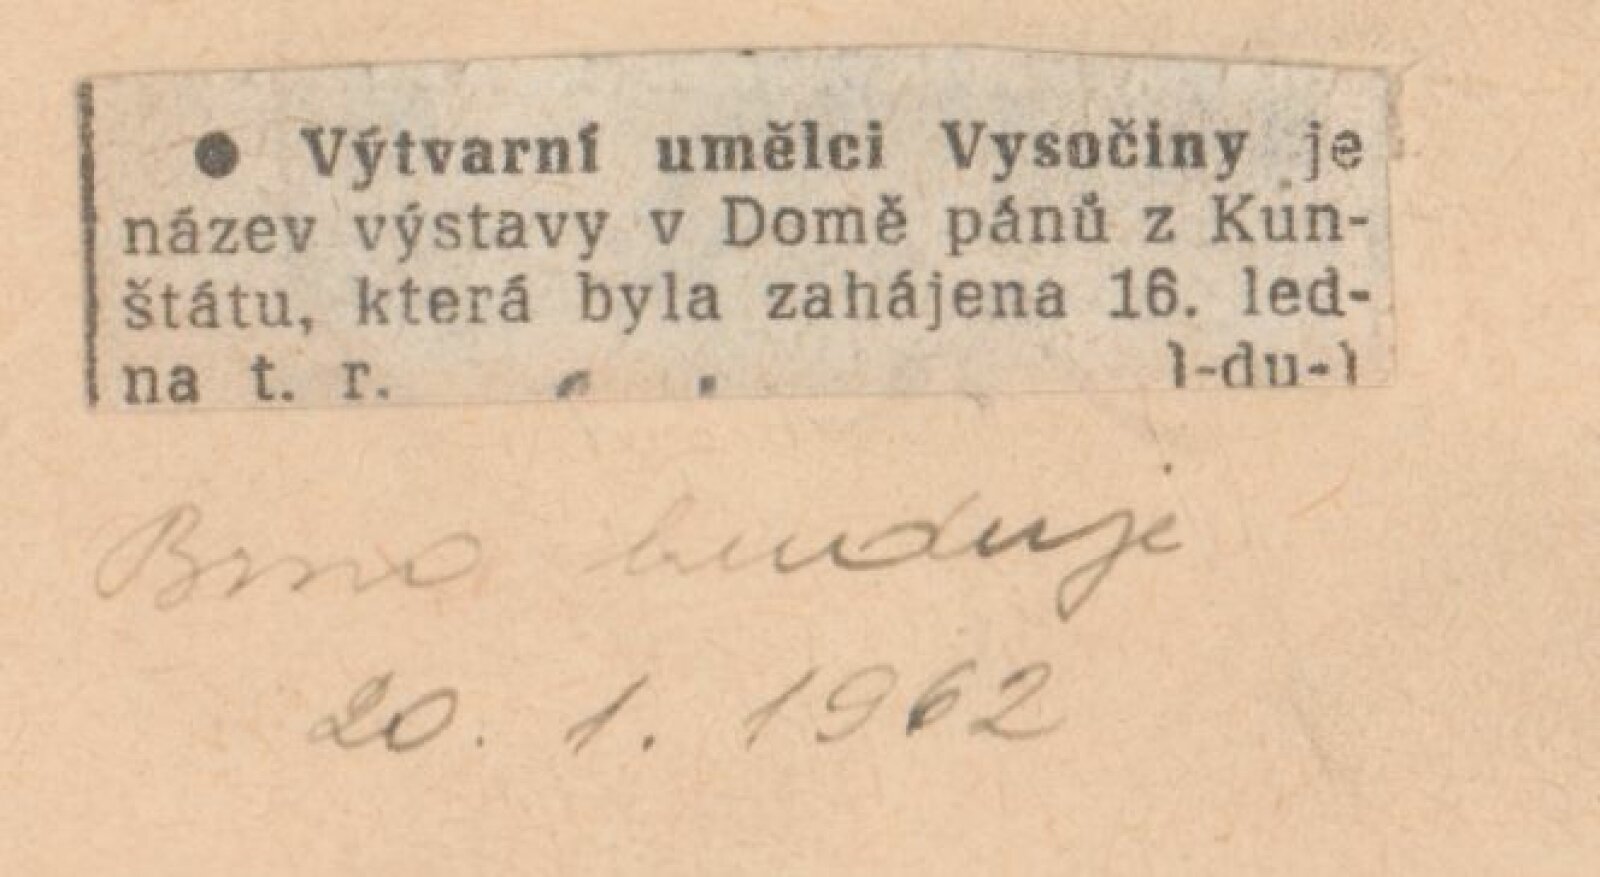 ● Výtvarní umělci Vysočiny je
název výstavy v Domě pánů z Kun-
štátu, která byla zahájena 16. led-
na t. r. l-du-l
Brno buduje
20. 1. 1962